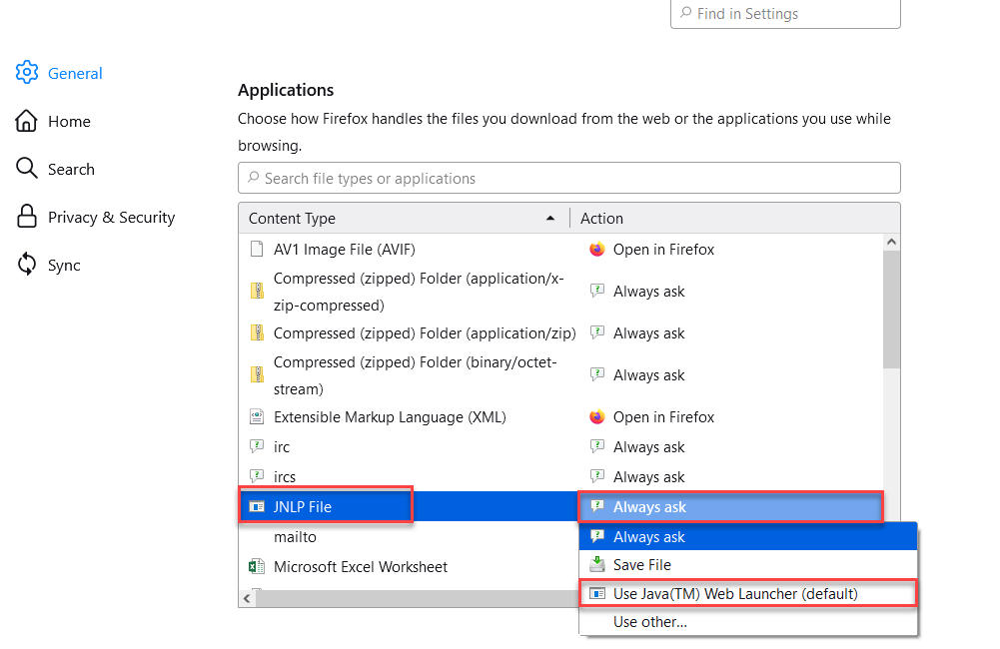 Find in Settings
General
Home
Search
Privacy & Security
Sync
Applications
Choose how Firefox handles the files you download from the web or the applications you use while
browsing.
Search file types or applications
Content Type Action
AV1 Image File (AVIF) Open in Firefox
Compressed (zipped) Folder (application/x-
zip-compressed) Always ask
Compressed (zipped) Folder (application/zip) Always ask
Compressed (zipped) Folder (binary/octet-
stream) Always ask
Extensible Markup Language (XML) Open in Firefox
irc Always ask
ircs Always ask
JNLP File Always ask
mailto
Microsoft Excel Worksheet
Always ask
Save File
Use Java(TM) Web Launcher (default)
Use other...